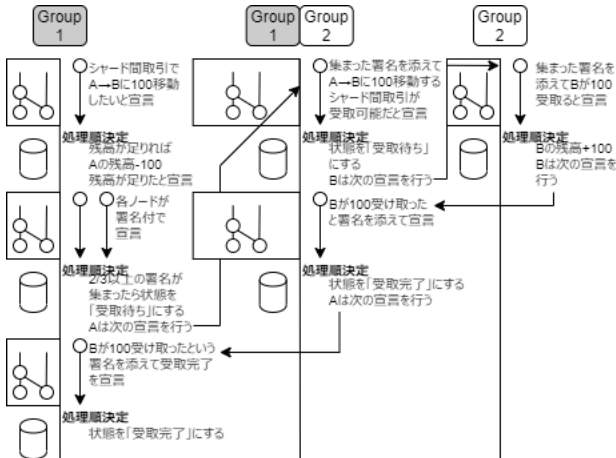 Group
1
Group
1
Group
2
Group
2
シャード間取引で
A→Bに100移動
したいと宣言
処理順決定
残高が足りれば
Aの残高-100
残高が足りたと宣言
各ノードが
署名付で
宣言
処理順決定
2/3以上の署名が
集まったら状態を
「受取待ち」にする
Aは次の宣言を行う
Bが100受け取ったという
署名を添えて受取完了
を宣言
処理順決定
状態を「受取完了」にする
集まった署名を添えて
A→Bに100移動する
シャード間取引が
受取可能だと宣言
処理順決定
状態を「受取待ち」
にする
Bは次の宣言を行う
Bが100受け取った
と署名を添えて宣言
処理順決定
状態を「受取完了」にする
Aは次の宣言を行う
集まった署名を
添えてBが100
受取ると宣言
処理順決定
Bの残高+100
Bは次の宣言を
行う